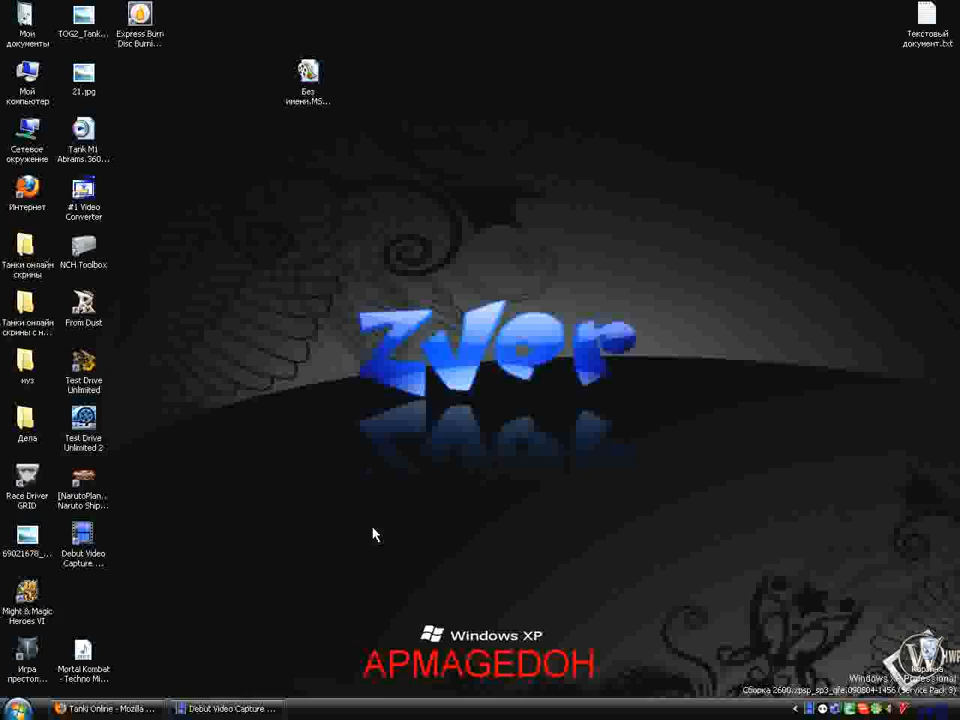 Мои
документы
TOG2_Tank...
Express Burn
Disc Burni...
Текстовый
документ.txt
Мой
компьютер
21.jpg
Без
имени.MS...
Сетевое
окружение
Tank M1
Abrams.360...
Интернет
#1 Video
Converter
Танки онлайн
скрины
NCH Toolbox
Танки онлайн
скрины с н...
From Dust
муз
Test Drive
Unlimited
Дела
Test Drive
Unlimited 2
Race Driver
GRID
[NarutoPlan...
Naruto Ship...
69021678_...
Debut Video
Capture ...
Might & Magic
Heroes VI
Игра
престол...
Mortal Kombat
- Techno Mi...
Zver
Windows XP
АРМАGEDОН
Корзина
Windows XP Professional
Сборка 2600.xpsp_sp3_qfe.090804-1456 (Service Pack 3)
Tanki Online - Mozilla ...
Debut Video Capture ...